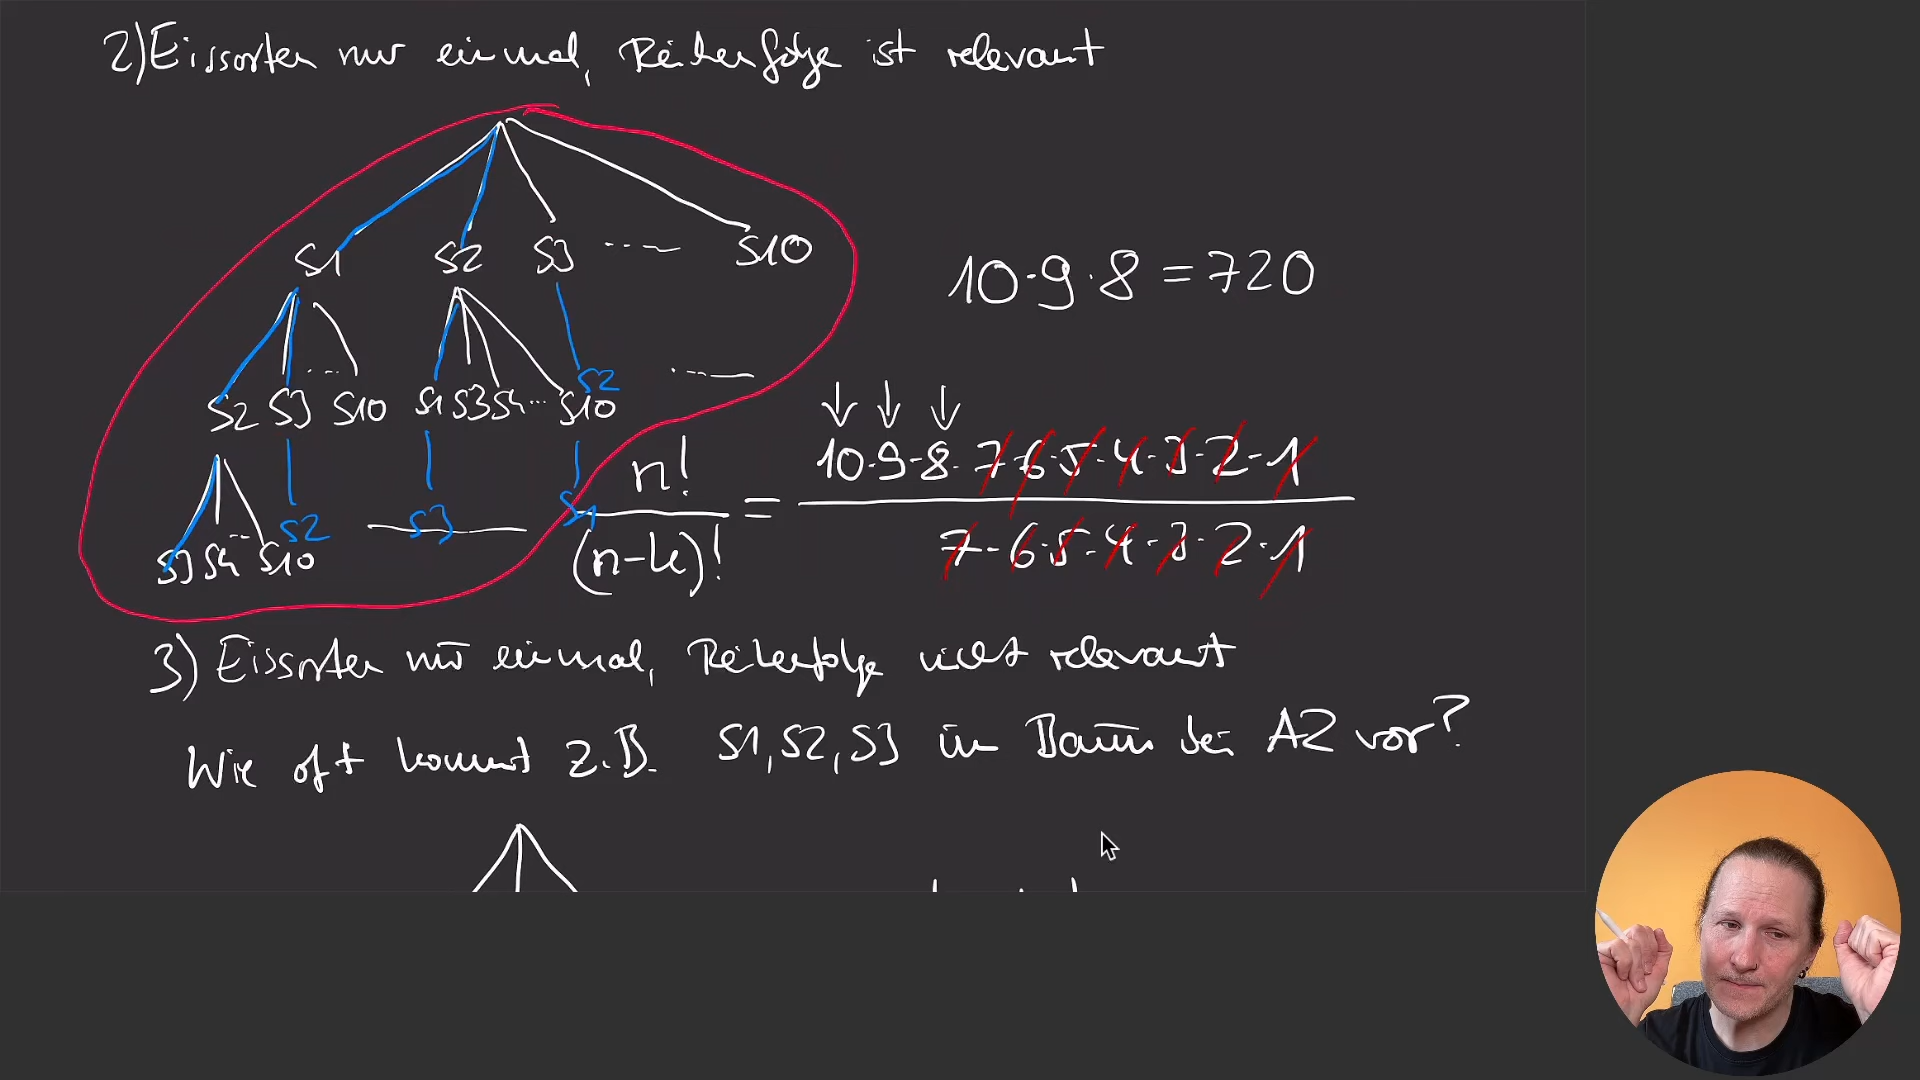 2) Eissorten nur einmal, Reihenfolge ist relevant
S1 S2 S3 ..... S10
10·9·8 = 720
S2 S3 ... S10 S1 S3 S4 ... S10 S2 .....
S3 S4 ... S10 S2 S3 S1
n! / (n-k)! = 10·9·8·7·6·5·4·3·2·1 / 7·6·5·4·3·2·1
3) Eissorten nur einmal, Reihenfolge nicht relevant
Wie oft kommt z.B. S1, S2, S3 im Baum bei A2 vor?